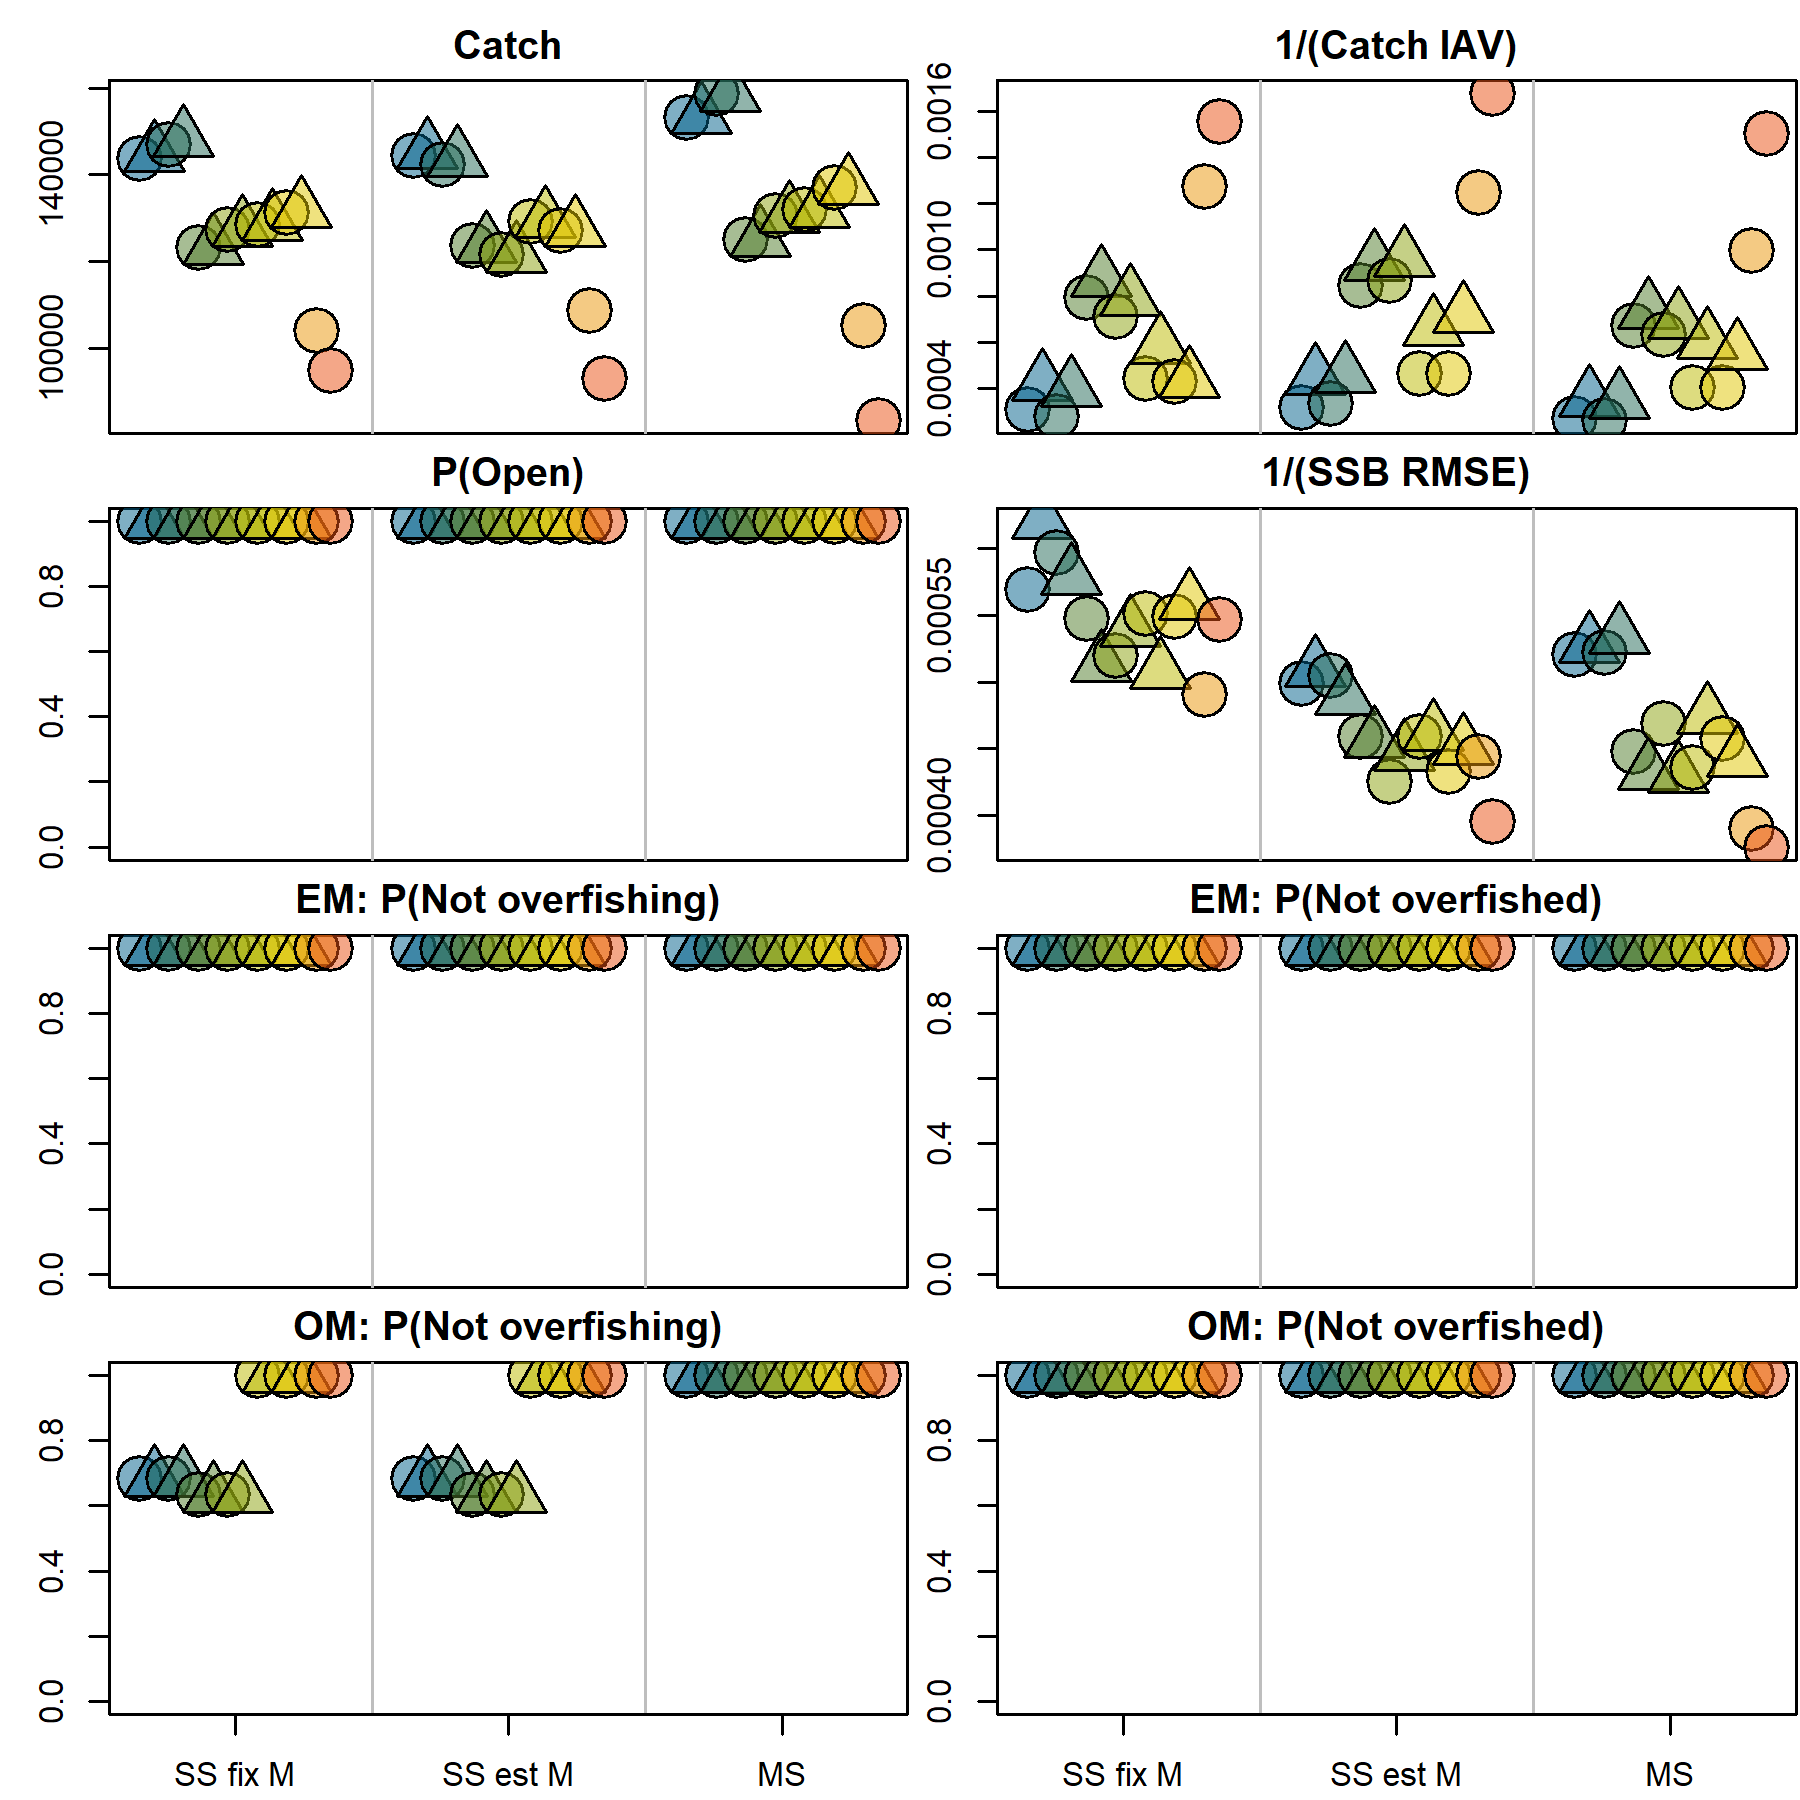 Catch
1/(Catch IAV)
140000
100000
0.0016
0.0010
0.0004
P(Open)
1/(SSB RMSE)
0.8
0.4
0.0
0.00055
0.00040
EM: P(Not overfishing)
EM: P(Not overfished)
0.8
0.4
0.0
0.8
0.4
0.0
OM: P(Not overfishing)
OM: P(Not overfished)
0.8
0.4
0.0
0.8
0.4
0.0
SS fix M SS est M MS
SS fix M SS est M MS